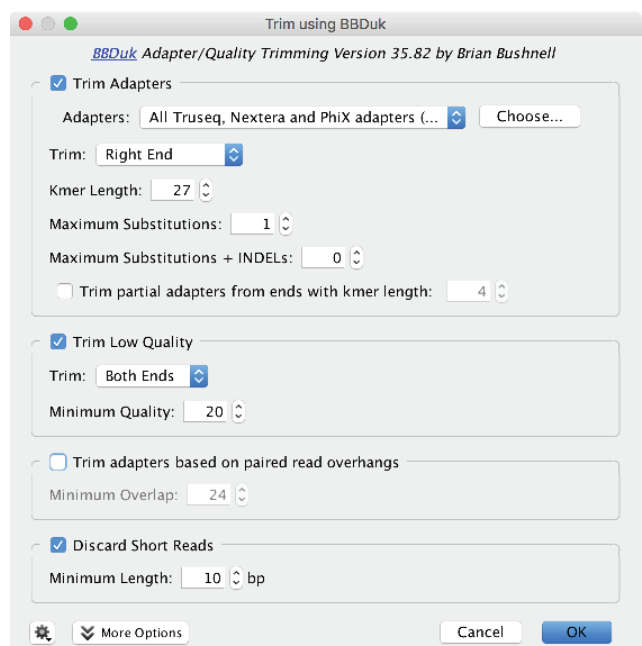 Trim using BBDuk
BBDuk Adapter/Quality Trimming Version 35.82 by Brian Bushnell
Trim Adapters
Adapters: All Truseq, Nextera and PhiX adapters (... Choose...
Trim: Right End
Kmer Length: 27
Maximum Substitutions: 1
Maximum Substitutions + INDELs: 0
Trim partial adapters from ends with kmer length: 4
Trim Low Quality
Trim: Both Ends
Minimum Quality: 20
Trim adapters based on paired read overhangs
Minimum Overlap: 24
Discard Short Reads
Minimum Length: 10 bp
More Options Cancel OK